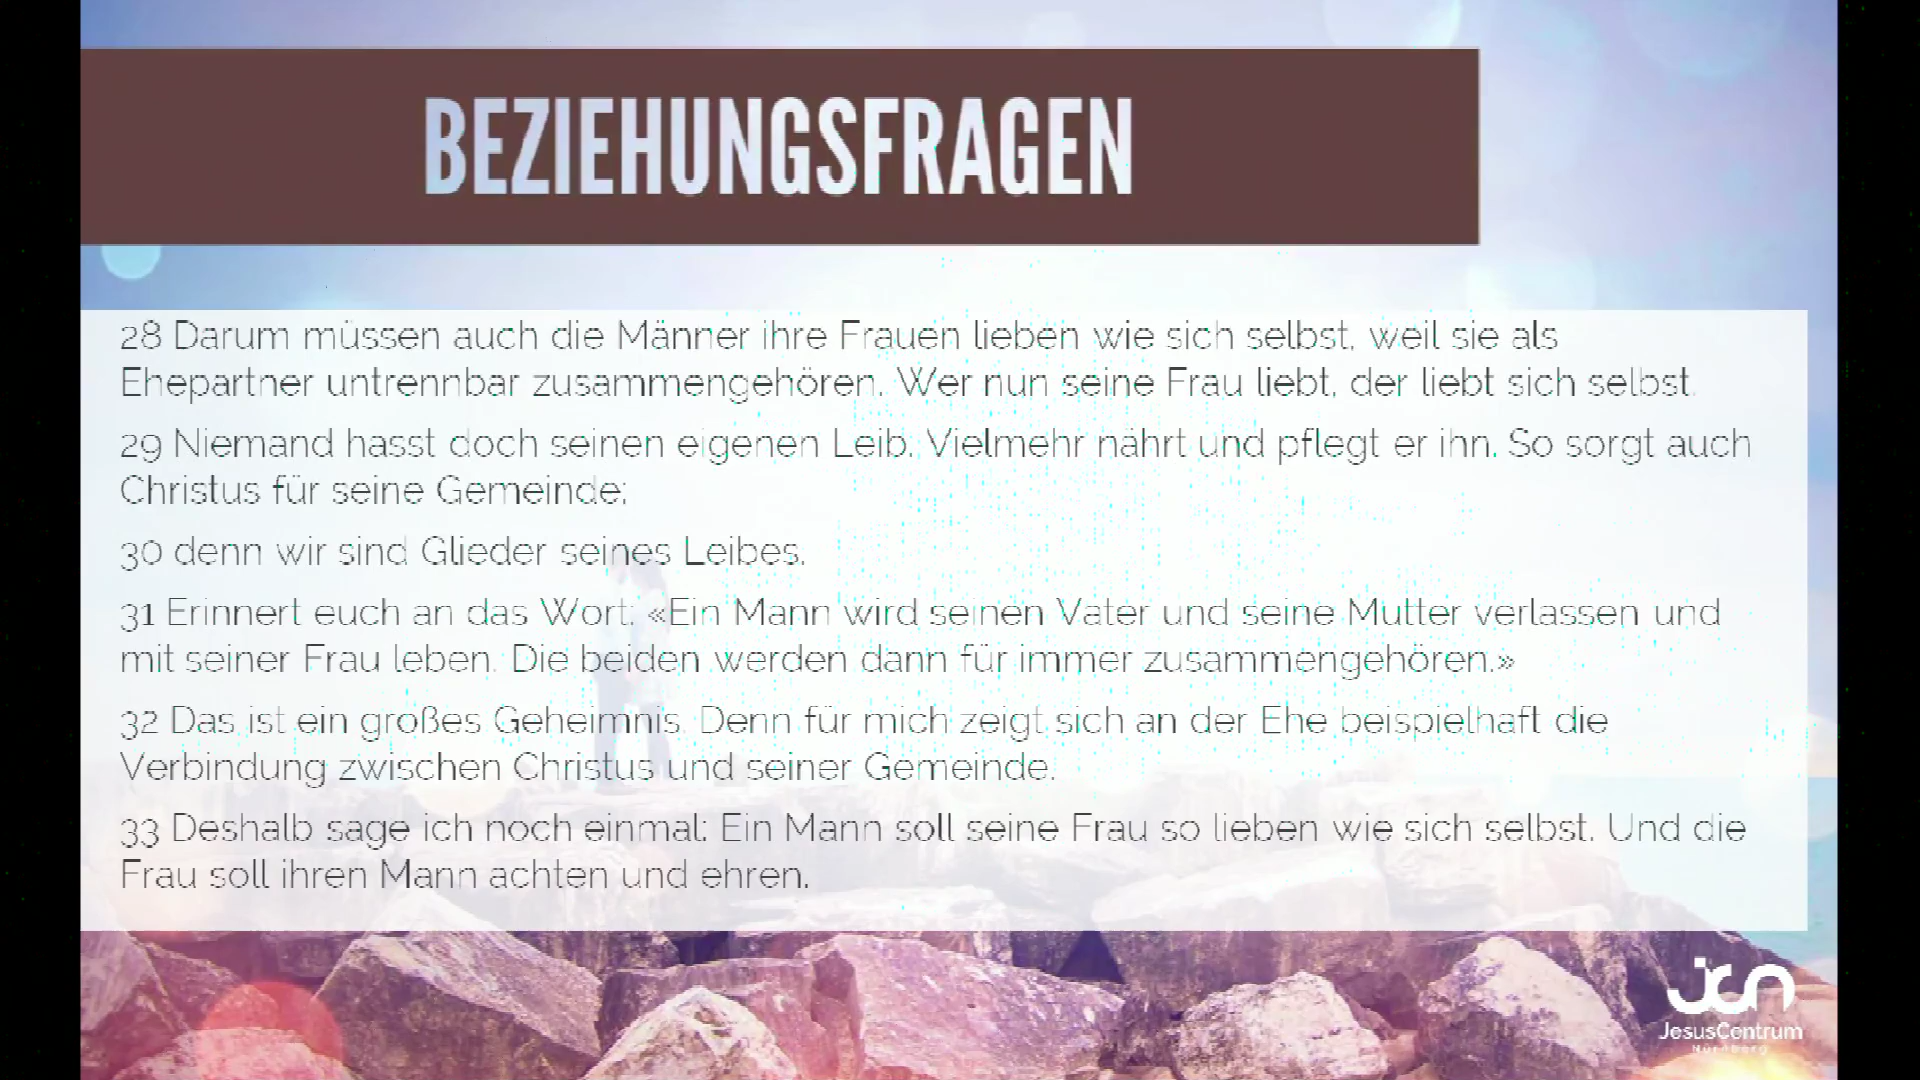 BEZIEHUNGSFRAGEN
28 Darum müssen auch die Männer ihre Frauen lieben wie sich selbst, weil sie als
Ehepartner untrennbar zusammengehören. Wer nun seine Frau liebt, der liebt sich selbst.
29 Niemand hasst doch seinen eigenen Leib. Vielmehr nährt und pflegt er ihn. So sorgt auch
Christus für seine Gemeinde;
30 denn wir sind Glieder seines Leibes.
31 Erinnert euch an das Wort: «Ein Mann wird seinen Vater und seine Mutter verlassen und
mit seiner Frau leben. Die beiden werden dann für immer zusammengehören.»
32 Das ist ein großes Geheimnis. Denn für mich zeigt sich an der Ehe beispielhaft die
Verbindung zwischen Christus und seiner Gemeinde.
33 Deshalb sage ich noch einmal: Ein Mann soll seine Frau so lieben wie sich selbst. Und die
Frau soll ihren Mann achten und ehren.
jcn
JesusCentrum
Nürnberg